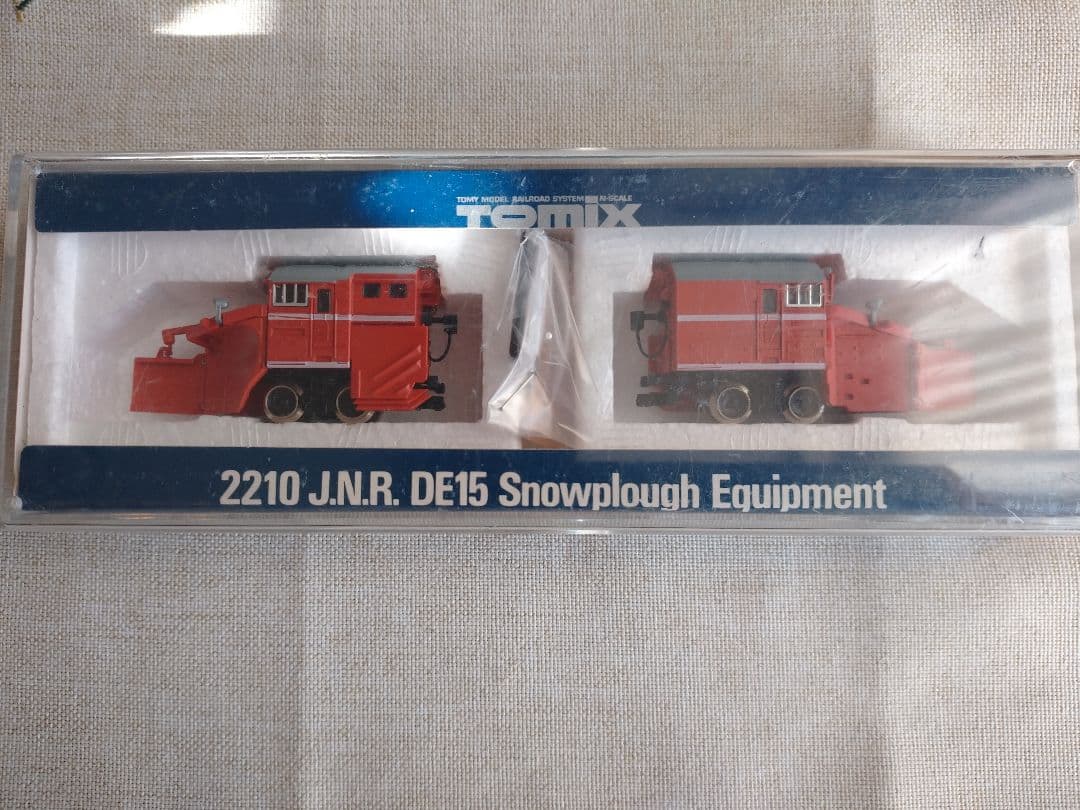 TOMY MODEL RAILROAD SYSTEM N-SCALE
TOMIX
2210 J.N.R. DE15 Snowplough Equipment